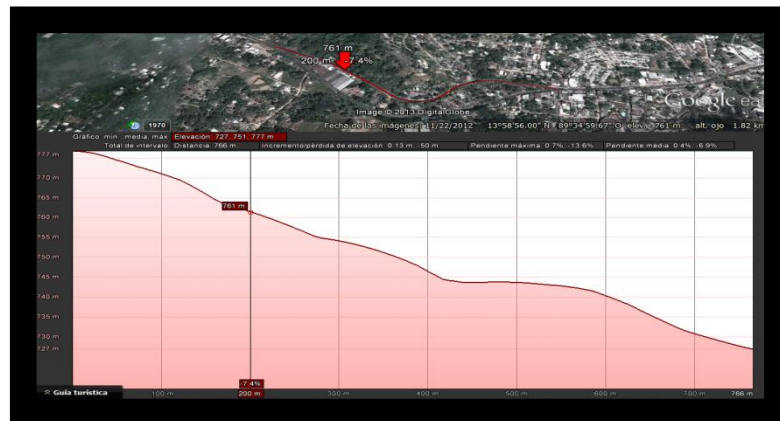 761 m
200 m -7.4%
Google ea
Image © 2013 DigitalGlobe
1970
Fecha de las imágenes: 11/22/2012 13°58'56.00" N 89°34'59.67" O elev. 761 m alt. ojo 1.82 km
Gráfico: mín., media, máx. Elevación: 727, 751, 777 m
Total de intervalo: Distancia: 766 m Incremento/pérdida de elevación: 0.13 m, -50 m Pendiente máxima: 0.7%, -13.6% Pendiente media: 0.4%, -6.9%
777 m
770 m
765 m
761 m
760 m
755 m
750 m
745 m
740 m
735 m
730 m
727 m
-7.4%
Guía turística
100 m
200 m
300 m
400 m
500 m
600 m
700 m
766 m